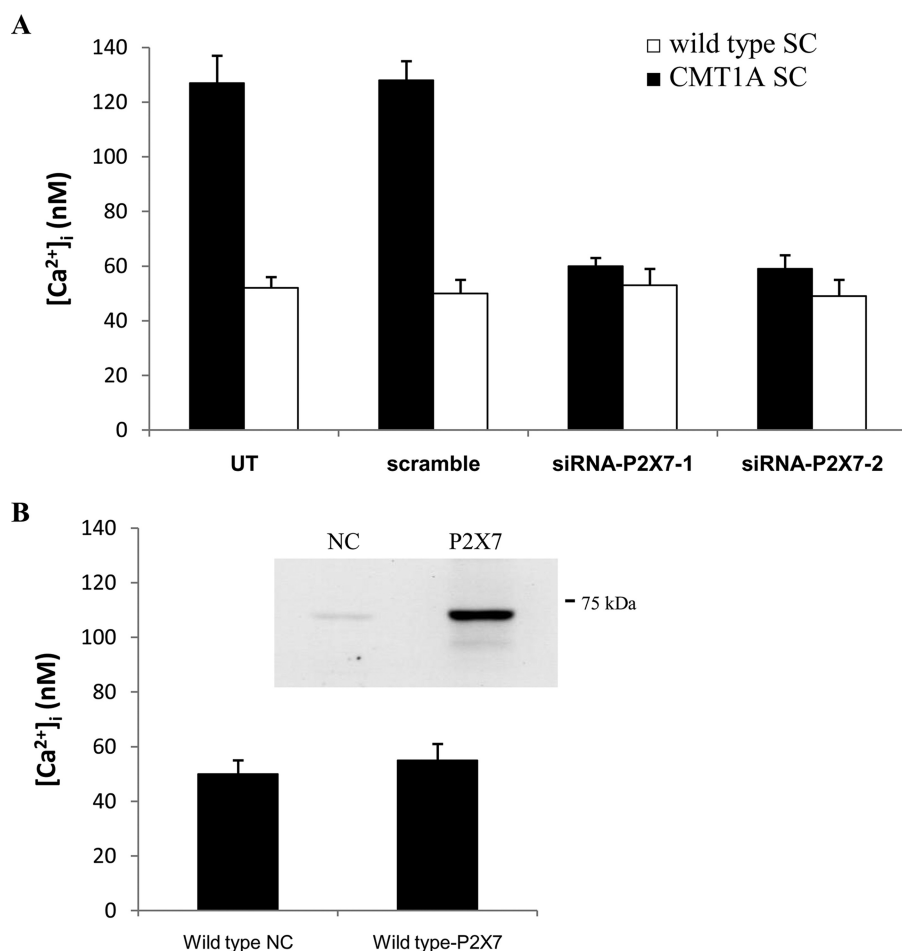 A
wild type SC
CMT1A SC
140
120
100
80
60
40
20
0
[Ca²⁺]ᵢ (nM)
UT scramble siRNA-P2X7-1 siRNA-P2X7-2
B
140
120
100
80
60
40
20
0
[Ca²⁺]ᵢ (nM)
NC P2X7
75 kDa
Wild type NC Wild type-P2X7